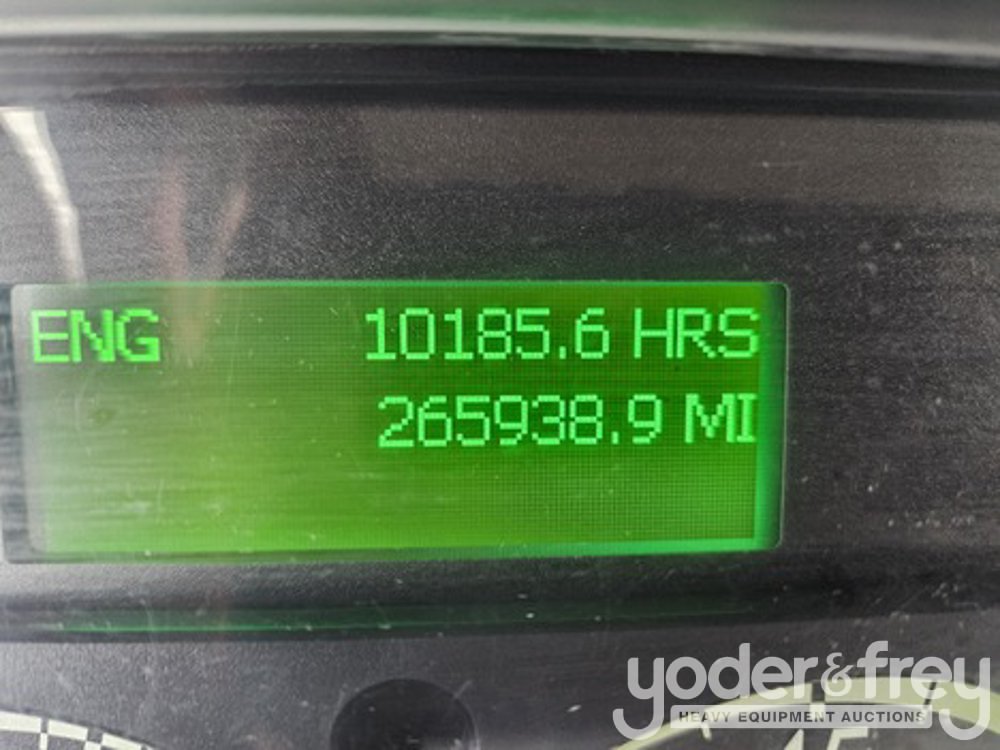 ENG 10185.6 HRS
265938.9 MI
yoder&frey
HEAVY EQUIPMENT AUCTIONS